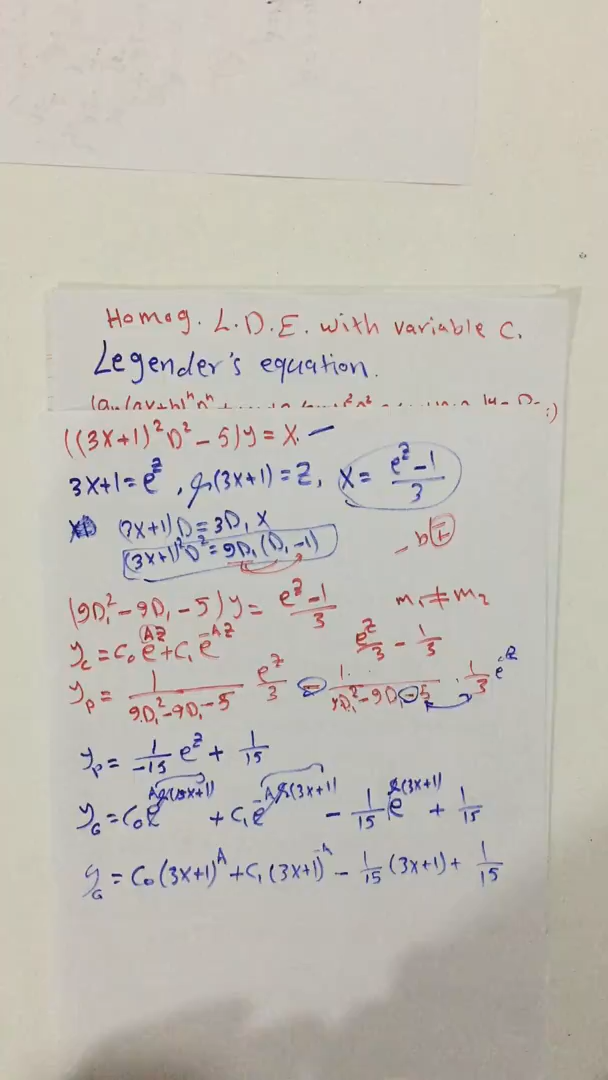 Homog. L.D.E. with variable C.
Legender's equation.
((3X+1)²D² - 5)y = X
3X+1 = e^Z, ln(3X+1) = Z, X = (e^Z - 1)/3
(3X+1)D = 3D₁
(3X+1)²D² = 9D₁(D₁-1)
(9D₁² - 9D₁ - 5)y = (e^Z - 1)/3
m₁ ≠ m₂
y_c = C₀e^(AZ) + C₁e^(-AZ)
e^Z/3 - 1/3
y_p = 1/(9D₁² - 9D₁ - 5) e^Z/3 - 1/(9D₁² - 9D₁ - 5) · 1/3
y_p = 1/(-15) e^Z + 1/15
y_G = C₀e^(A ln(3x+1)) + C₁e^(-A ln(3x+1)) - 1/15 e^(ln(3x+1)) + 1/15
y_G = C₀(3x+1)^A + C₁(3x+1)^(-A) - 1/15 (3x+1) + 1/15